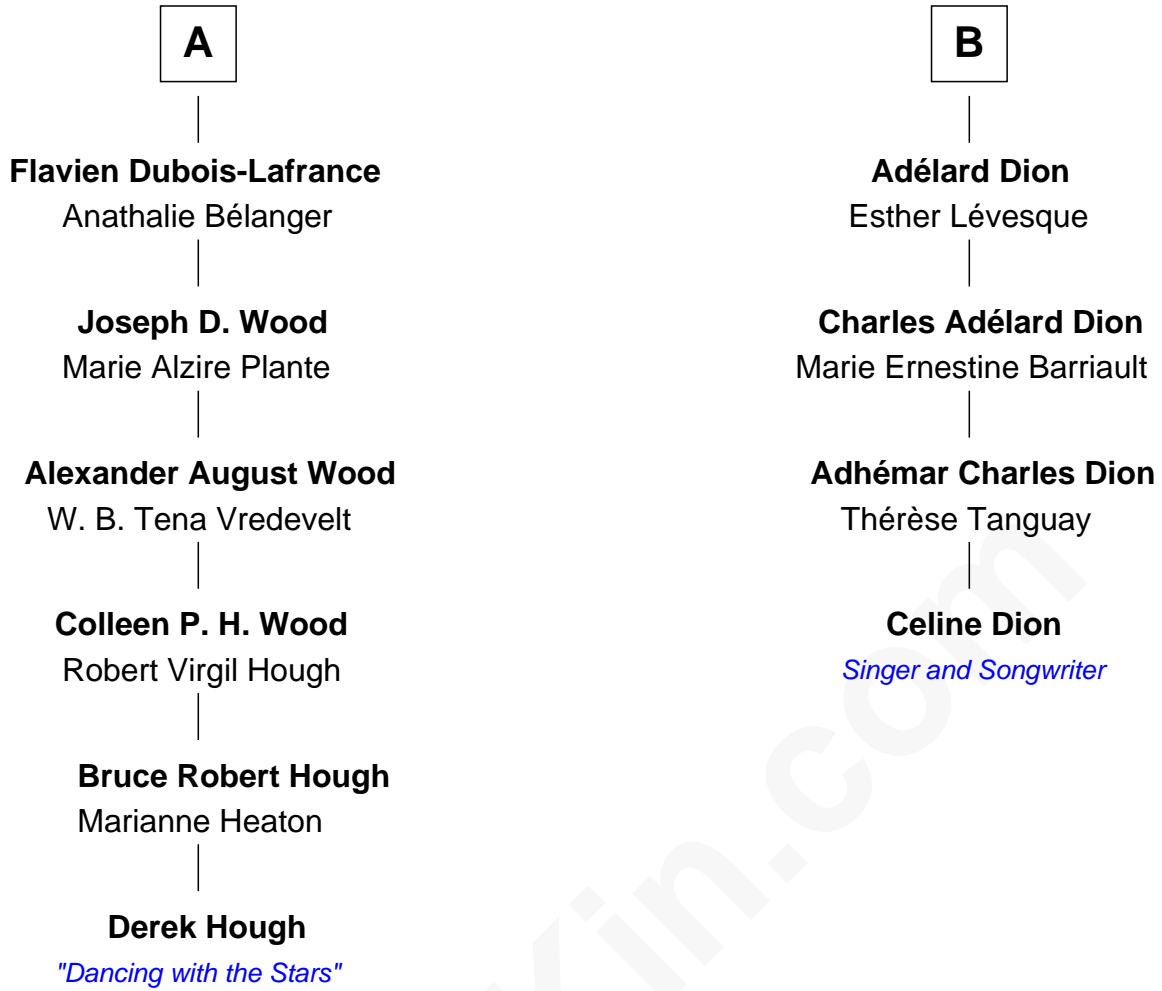 A
Flavien Dubois-Lafrance
Anathalie Bélanger
Joseph D. Wood
Marie Alzire Plante
Alexander August Wood
W. B. Tena Vredevelt
Colleen P. H. Wood
Robert Virgil Hough
Bruce Robert Hough
Marianne Heaton
Derek Hough
"Dancing with the Stars"
B
Adélard Dion
Esther Lévesque
Charles Adélard Dion
Marie Ernestine Barriault
Adhémar Charles Dion
Thérèse Tanguay
Celine Dion
Singer and Songwriter
Kin.com